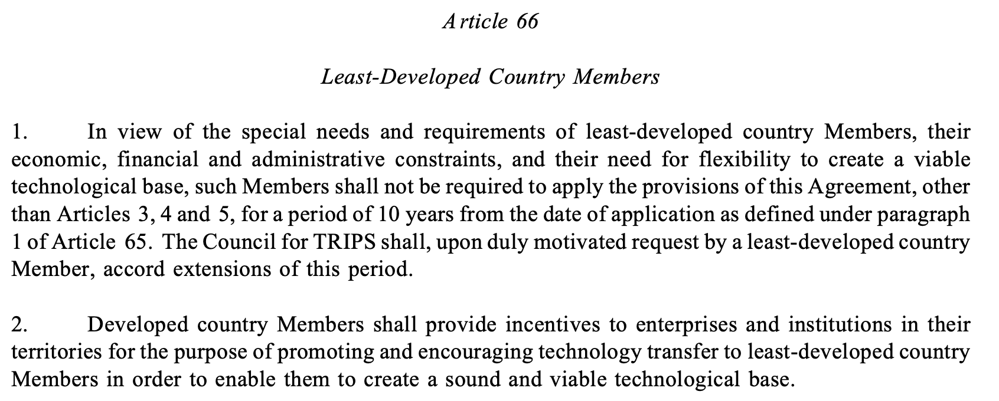 Article 66
Least-Developed Country Members
1. In view of the special needs and requirements of least-developed country Members, their
economic, financial and administrative constraints, and their need for flexibility to create a viable
technological base, such Members shall not be required to apply the provisions of this Agreement, other
than Articles 3, 4 and 5, for a period of 10 years from the date of application as defined under paragraph
1 of Article 65. The Council for TRIPS shall, upon duly motivated request by a least-developed country
Member, accord extensions of this period.
2. Developed country Members shall provide incentives to enterprises and institutions in their
territories for the purpose of promoting and encouraging technology transfer to least-developed country
Members in order to enable them to create a sound and viable technological base.